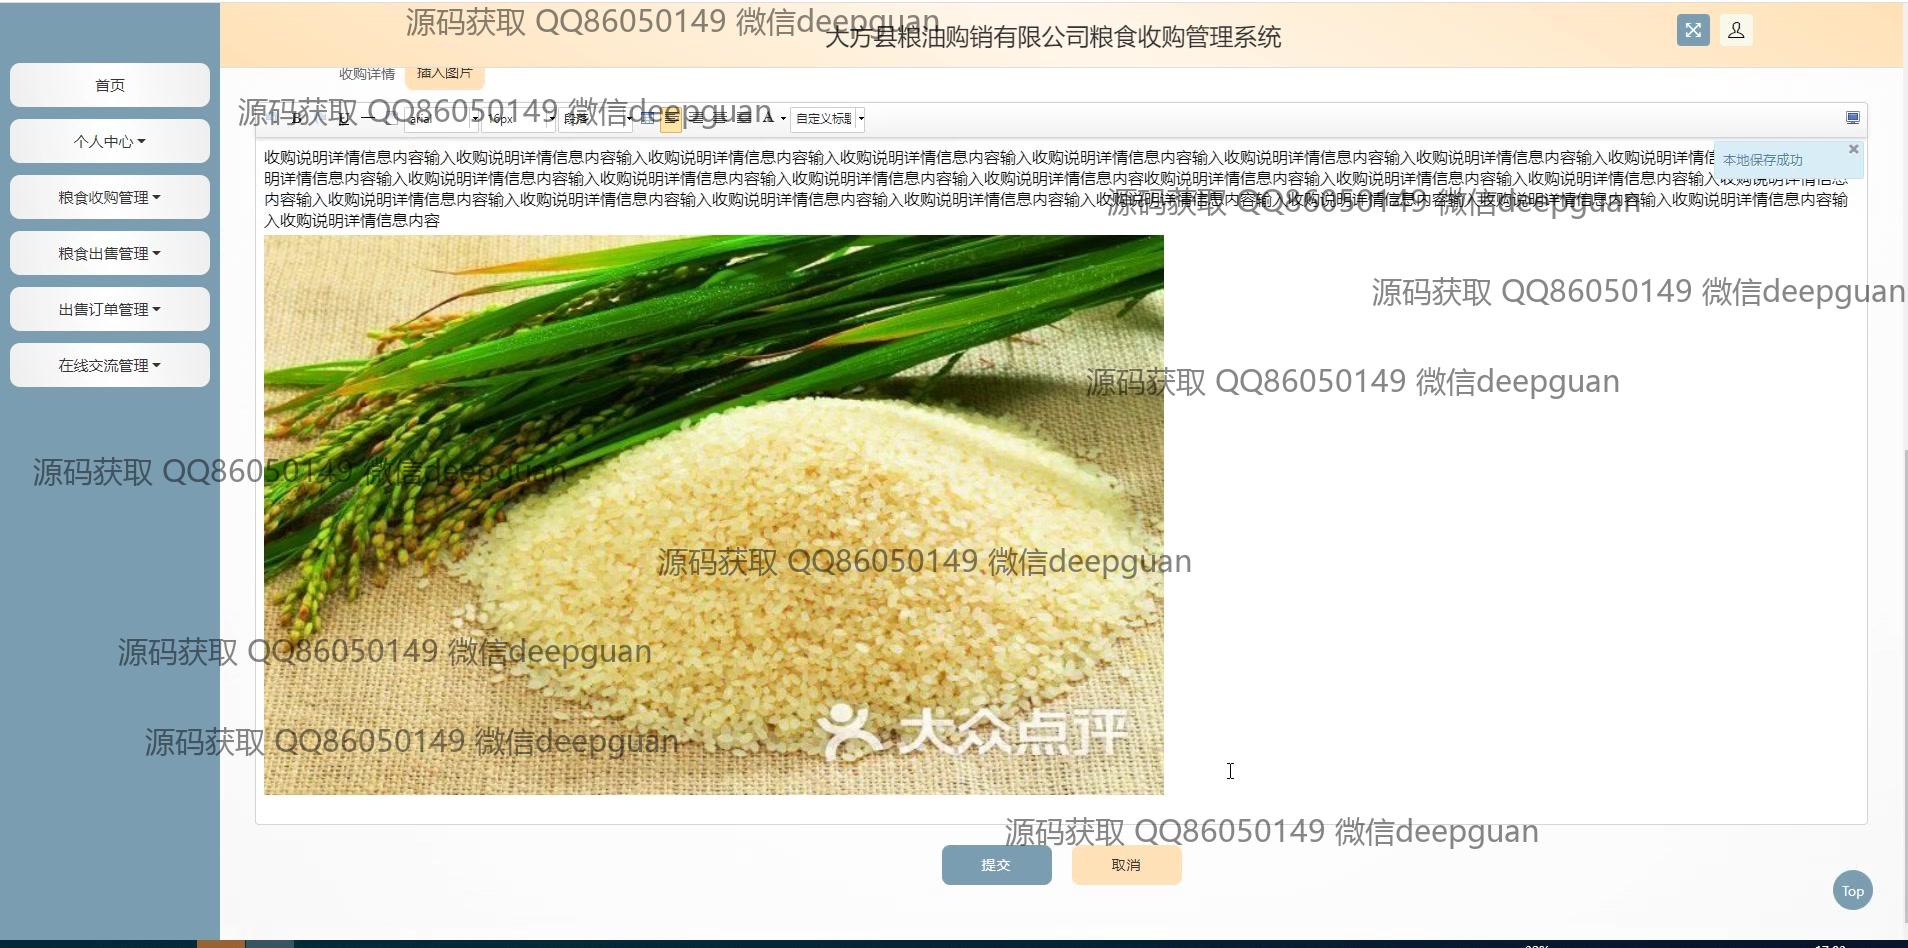 源码获取 QQ86050149 微信deepguan
大方县粮油购销有限公司粮食收购管理系统
首页
个人中心
粮食收购管理
粮食出售管理
出售订单管理
在线交流管理
收购详情 插入图片
源码获取 QQ86050149 微信deepguan
B U arial 16px 段落 A 自定义标题
本地保存成功
收购说明详情信息内容输入收购说明详情信息内容输入收购说明详情信息内容输入收购说明详情信息内容输入收购说明详情信息内容输入收购说明详情信息内容输入收购说明详情信息内容输入收购说明详情信
明详情信息内容输入收购说明详情信息内容输入收购说明详情信息内容输入收购说明详情信息内容输入收购说明详情信息内容收购说明详情信息内容输入收购说明详情信息内容输入收购说明详情信息内容输入收购说明详情信息
内容输入收购说明详情信息内容输入收购说明详情信息内容输入收购说明详情信息内容输入收购说明详情信息内容输入收购说明详情信息内容输入收购说明详情信息内容输入收购说明详情信息内容输入收购说明详情信息内容输
入收购说明详情信息内容
源码获取 QQ86050149 微信deepguan
源码获取 QQ86050149 微信deepguan
源码获取 QQ86050149 微信deepguan
源码获取 QQ86050149 微信deepguan
源码获取 QQ86050149 微信deepguan
源码获取 QQ86050149 微信deepguan
大众点评
源码获取 QQ86050149 微信deepguan
源码获取 QQ86050149 微信deepguan
提交 取消
Top